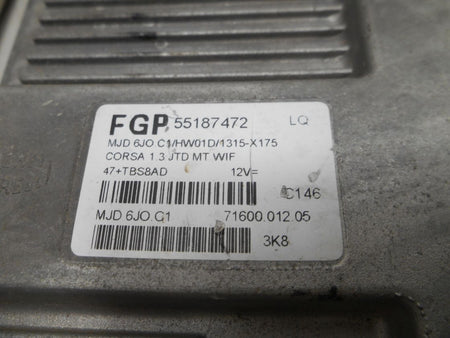 FGP 55187472 LQ
MJD 6JO C1/HW01D/1315-X175
CORSA 1.3 JTD MT WIF
47+TBS8AD 12V=
C146
MJD 6JO C1 71600.012.05
3K8